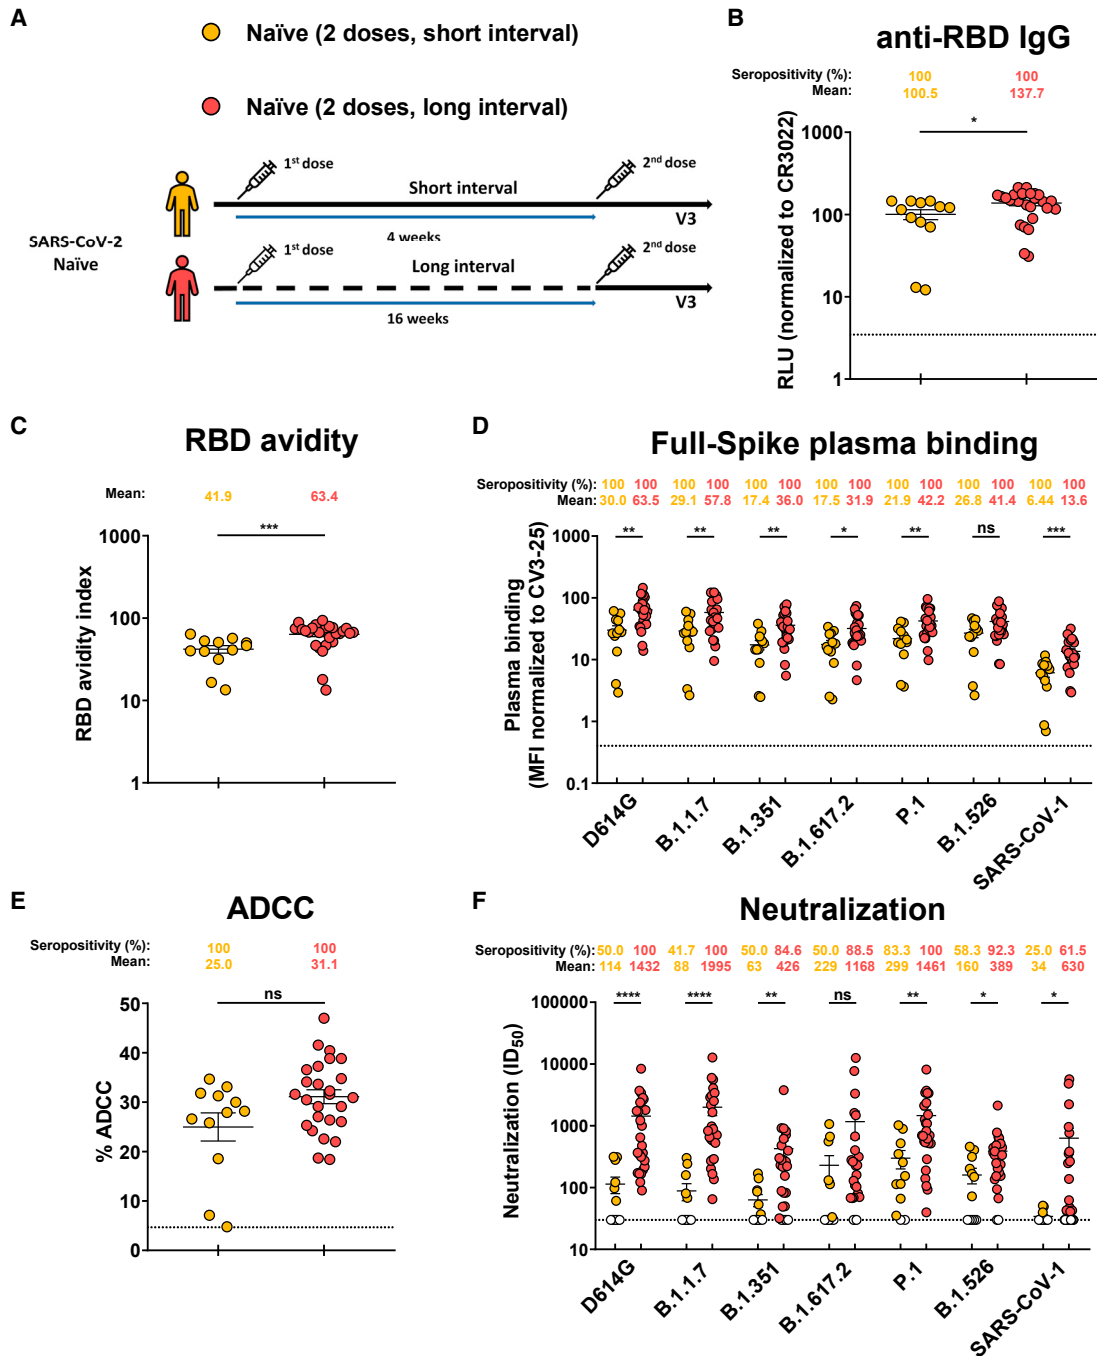 A
Naïve (2 doses, short interval)
Naïve (2 doses, long interval)
1st dose
2nd dose
Short interval
V3
4 weeks
SARS-CoV-2
Naïve
1st dose
2nd dose
Long interval
V3
16 weeks
B
anti-RBD IgG
Seropositivity (%): 100 100
Mean: 100.5 137.7
*
RLU (normalized to CR3022)
1000
100
10
1
C
RBD avidity
Mean: 41.9 63.4
***
RBD avidity index
1000
100
10
1
D
Full-Spike plasma binding
Seropositivity (%): 100 100 100 100 100 100 100 100 100 100 100 100 100 100
Mean: 30.0 63.5 29.1 57.8 17.4 36.0 17.5 31.9 21.9 42.2 26.8 41.4 6.44 13.6
** ** ** * ** ns ***
Plasma binding
(MFI normalized to CV3-25)
1000
100
10
1
0.1
D614G
B.1.1.7
B.1.351
B.1.617.2
P.1
B.1.526
SARS-CoV-1
E
ADCC
Seropositivity (%): 100 100
Mean: 25.0 31.1
ns
% ADCC
50
40
30
20
10
0
F
Neutralization
Seropositivity (%): 50.0 100 41.7 100 50.0 84.6 50.0 88.5 83.3 100 58.3 92.3 25.0 61.5
Mean: 114 1432 88 1995 63 426 229 1168 299 1461 160 389 34 630
**** **** ** ns ** * *
Neutralization (ID50)
100000
10000
1000
100
10
D614G
B.1.1.7
B.1.351
B.1.617.2
P.1
B.1.526
SARS-CoV-1